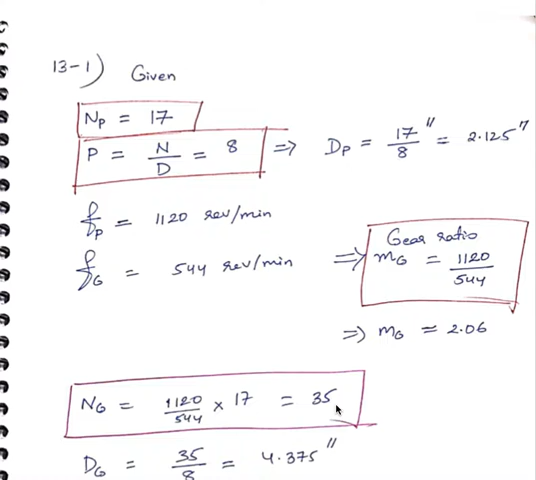 13-1) Given
Np = 17
P = N/D = 8 => Dp = 17"/8 = 2.125"
fp = 1120 rev/min
fG = 544 rev/min
Gear ratio
=> mG = 1120/544
=> mG = 2.06
NG = 1120/544 x 17 = 35
DG = 35/8 = 4.375"